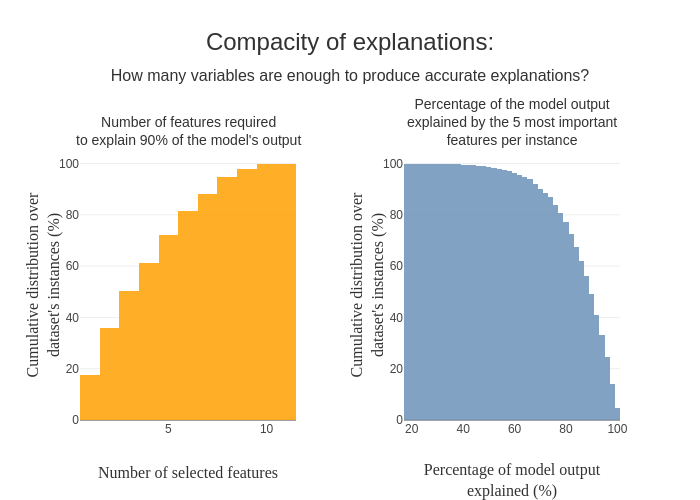 Compacity of explanations:
How many variables are enough to produce accurate explanations?
Number of features required
to explain 90% of the model's output
100
80
60
40
20
0
5
10
Cumulative distribution over
dataset's instances (%)
Number of selected features
Percentage of the model output
explained by the 5 most important
features per instance
100
80
60
40
20
0
20
40
60
80
100
Cumulative distribution over
dataset's instances (%)
Percentage of model output
explained (%)